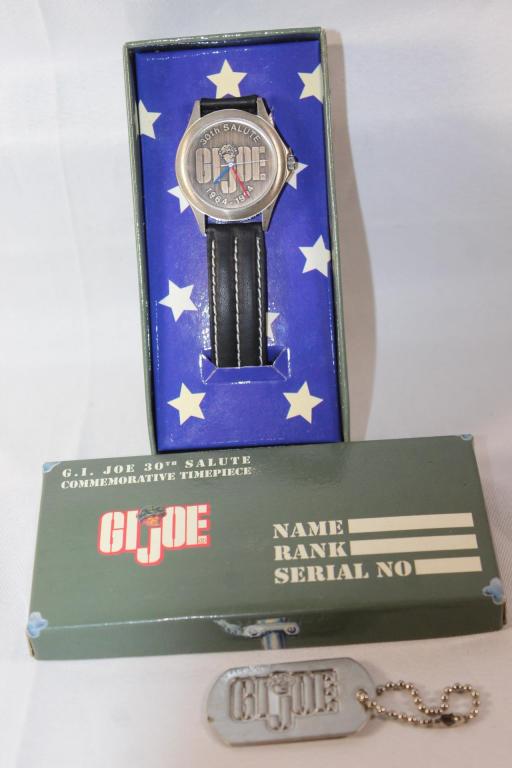 30th SALUTE
GI JOE
1964-1994
G.I. JOE 30TH SALUTE
COMMEMORATIVE TIMEPIECE
GI JOE
NAME
RANK
SERIAL NO
GI JOE